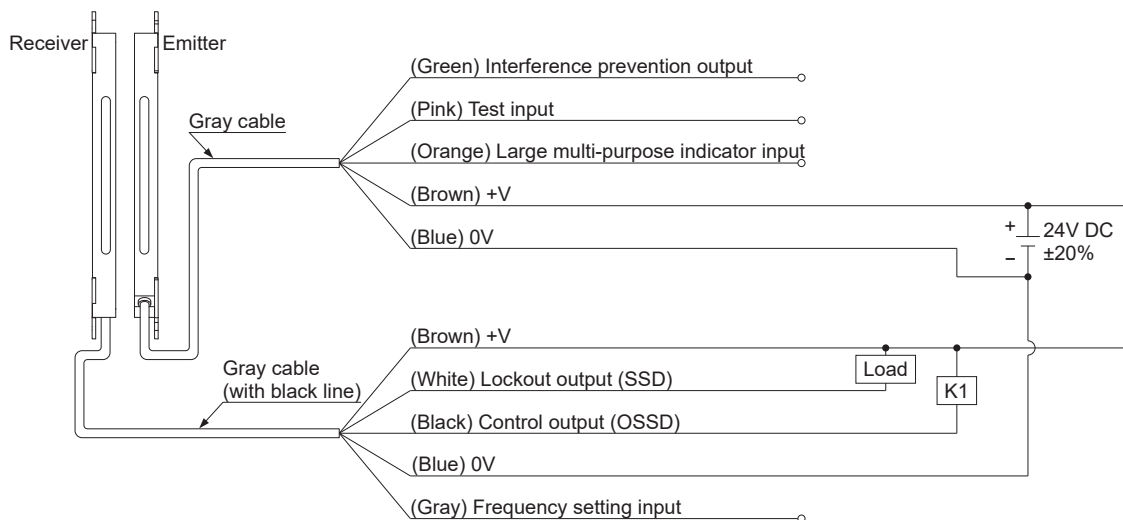 Receiver
Emitter
Gray cable
(Green) Interference prevention output
(Pink) Test input
(Orange) Large multi-purpose indicator input
(Brown) +V
(Blue) 0V
+
24V DC
−
±20%
Gray cable
(with black line)
(Brown) +V
(White) Lockout output (SSD)
(Black) Control output (OSSD)
(Blue) 0V
(Gray) Frequency setting input
Load
K1